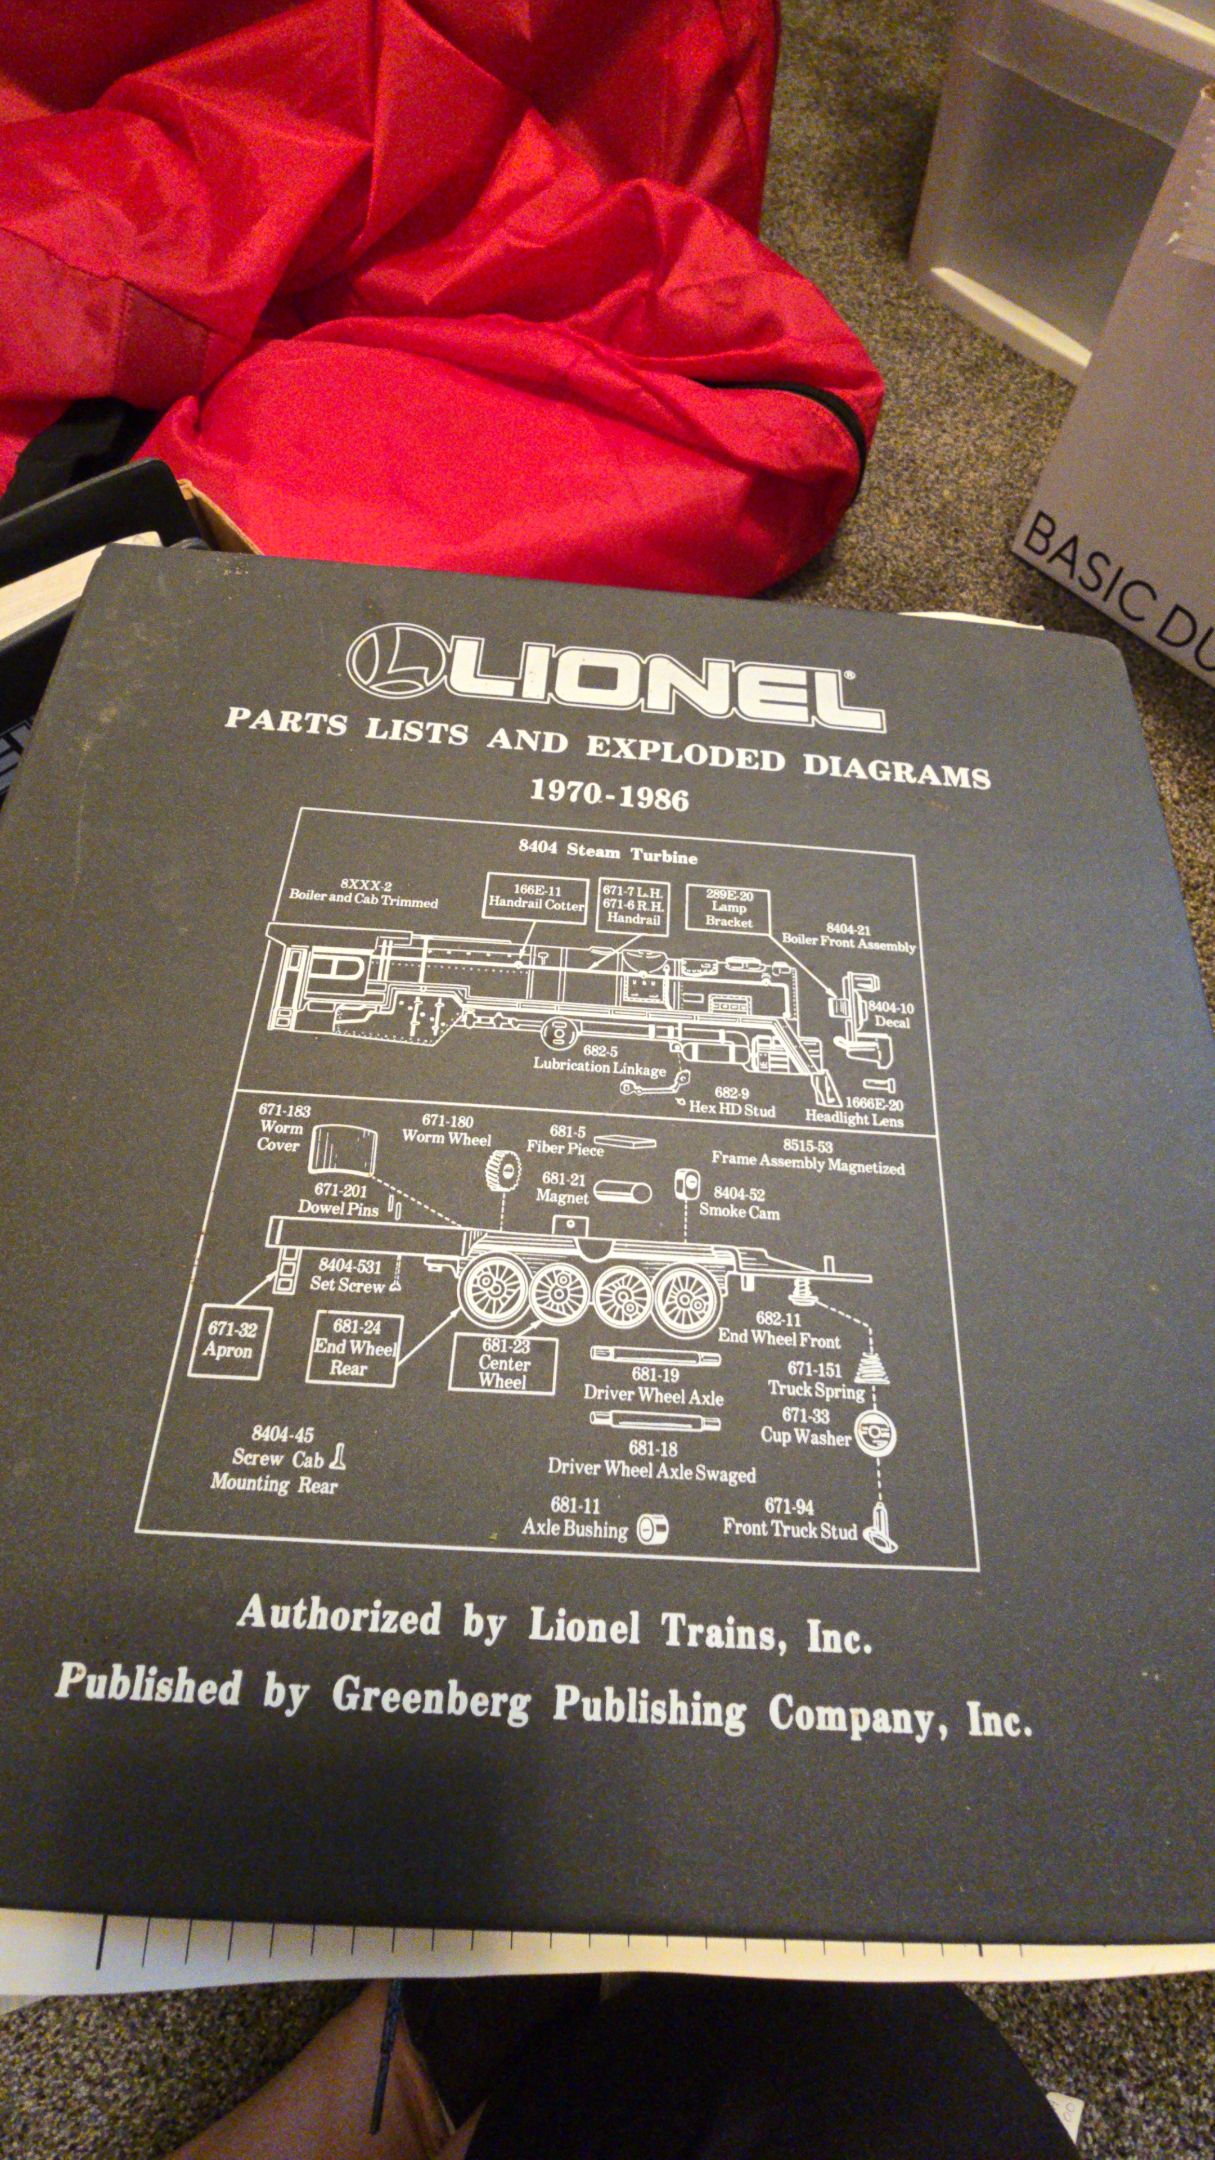 BASIC DU
L LIONEL®
PARTS LISTS AND EXPLODED DIAGRAMS
1970-1986
8404 Steam Turbine
8XXX-2
Boiler and Cab Trimmed
166E-11
Handrail Cotter
671-7 L.H.
671-6 R.H.
Handrail
289E-20
Lamp
Bracket
8404-21
Boiler Front Assembly
8404-10
Decal
682-5
Lubrication Linkage
682-9
Hex HD Stud
1666E-20
Headlight Lens
671-183
Worm
Cover
671-180
Worm Wheel
681-5
Fiber Piece
8515-53
Frame Assembly Magnetized
671-201
Dowel Pins
681-21
Magnet
8404-52
Smoke Cam
8404-531
Set Screw
671-32
Apron
681-24
End Wheel
Rear
681-23
Center
Wheel
682-11
End Wheel Front
681-19
Driver Wheel Axle
671-151
Truck Spring
671-33
Cup Washer
8404-45
Screw Cab
Mounting Rear
681-18
Driver Wheel Axle Swaged
681-11
Axle Bushing
671-94
Front Truck Stud
Authorized by Lionel Trains, Inc.
Published by Greenberg Publishing Company, Inc.